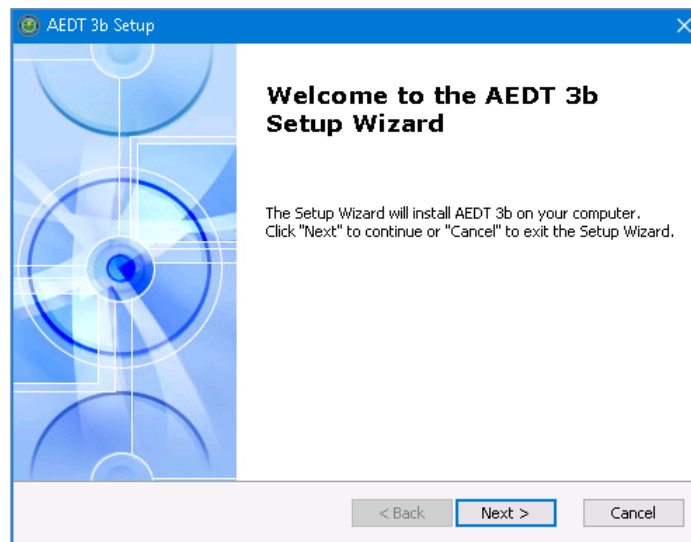 AEDT 3b Setup
Welcome to the AEDT 3b
Setup Wizard
The Setup Wizard will install AEDT 3b on your computer.
Click "Next" to continue or "Cancel" to exit the Setup Wizard.
< Back
Next >
Cancel